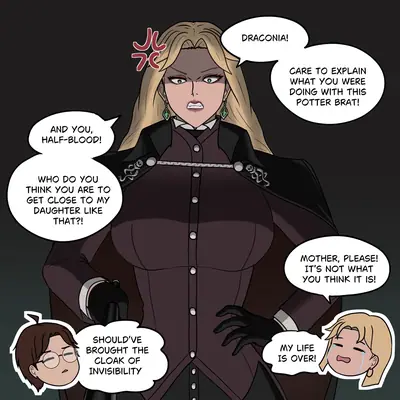 DRACONIA!
CARE TO EXPLAIN
WHAT YOU WERE
DOING WITH THIS
POTTER BRAT!
AND YOU,
HALF-BLOOD!
WHO DO YOU
THINK YOU ARE TO
GET CLOSE TO MY
DAUGHTER LIKE
THAT?!
MOTHER, PLEASE!
IT'S NOT WHAT
YOU THINK IT IS!
SHOULD'VE
BROUGHT THE
CLOAK OF
INVISIBILITY
MY LIFE
IS OVER!